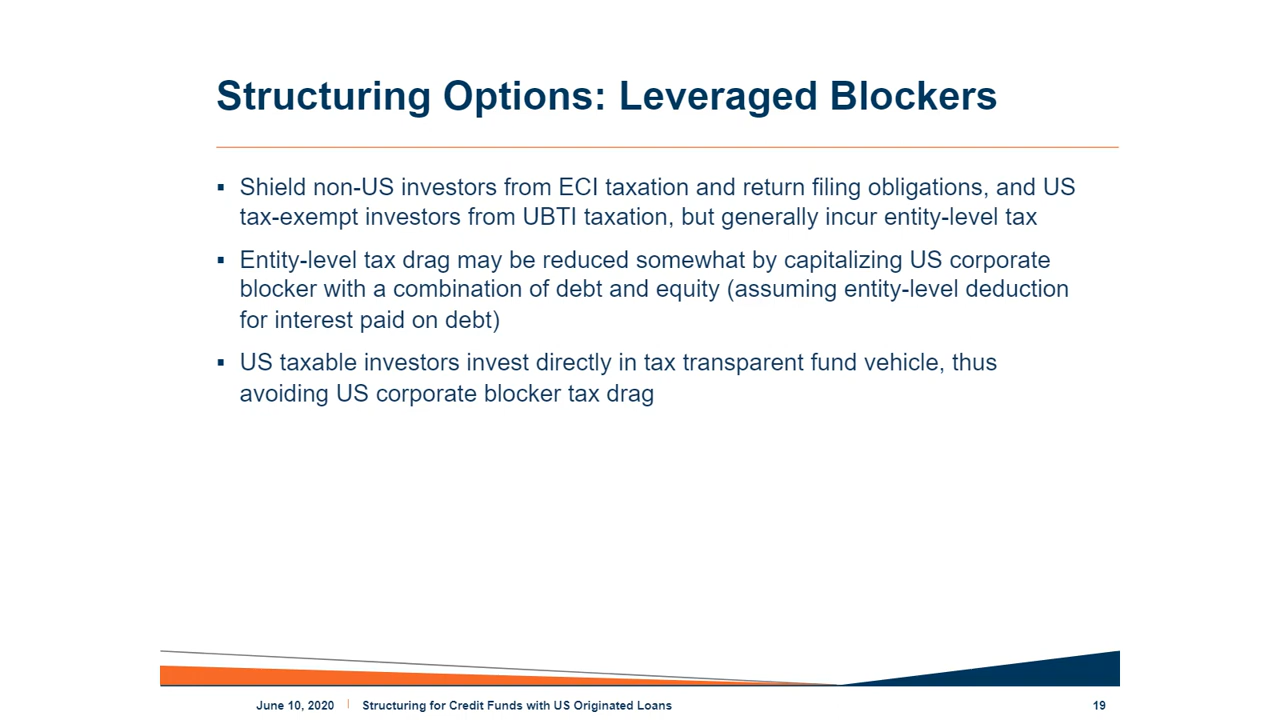 Structuring Options: Leveraged Blockers
▪ Shield non-US investors from ECI taxation and return filing obligations, and US
tax-exempt investors from UBTI taxation, but generally incur entity-level tax
▪ Entity-level tax drag may be reduced somewhat by capitalizing US corporate
blocker with a combination of debt and equity (assuming entity-level deduction
for interest paid on debt)
▪ US taxable investors invest directly in tax transparent fund vehicle, thus
avoiding US corporate blocker tax drag
June 10, 2020 | Structuring for Credit Funds with US Originated Loans 19